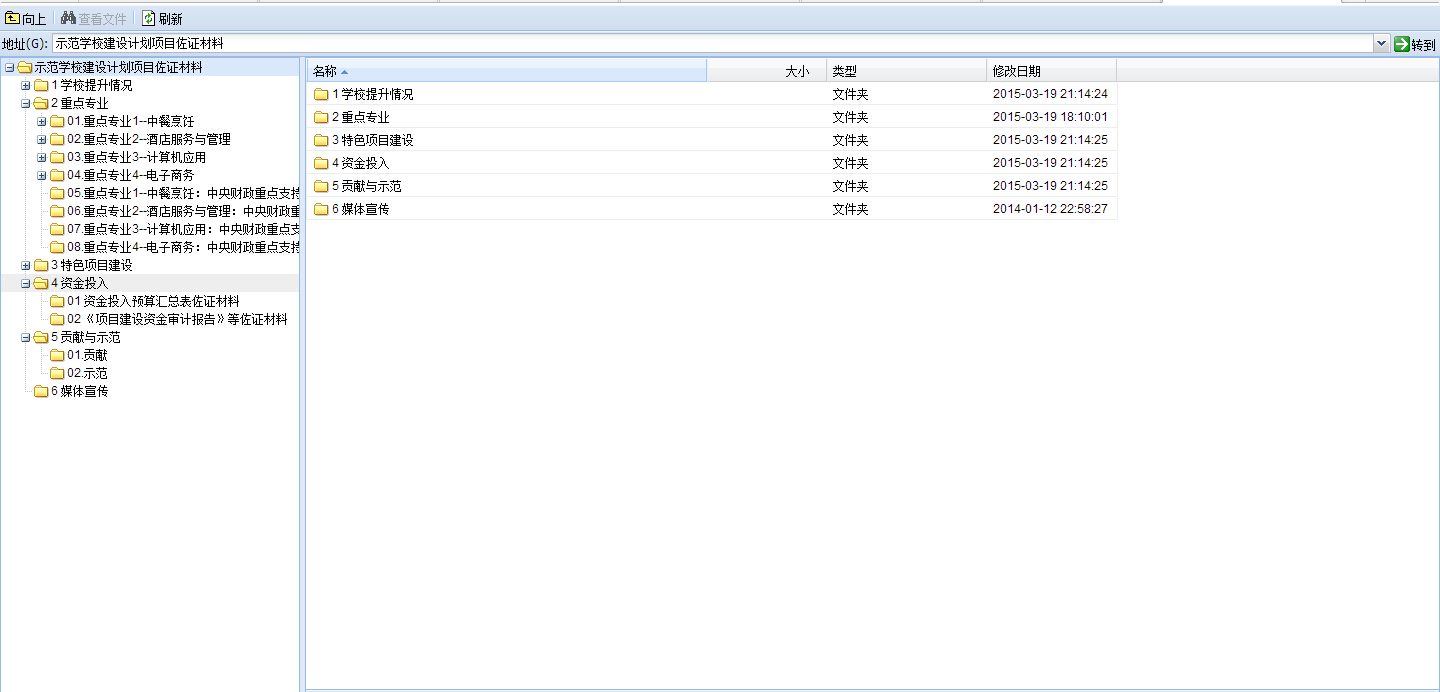 向上 查看文件 刷新
地址(G): 示范学校建设计划项目佐证材料 转到
示范学校建设计划项目佐证材料
1 学校提升情况
2 重点专业
01.重点专业1--中餐烹饪
02.重点专业2--酒店服务与管理
03.重点专业3--计算机应用
04.重点专业4--电子商务
05.重点专业1--中餐烹饪：中央财政重点支持
06.重点专业2--酒店服务与管理：中央财政重
07.重点专业3--计算机应用：中央财政重点支
08.重点专业4--电子商务：中央财政重点支持
3 特色项目建设
4 资金投入
01 资金投入预算汇总表佐证材料
02 《项目建设资金审计报告》等佐证材料
5 贡献与示范
01.贡献
02.示范
6 媒体宣传
名称 大小 类型 修改日期
1 学校提升情况 文件夹 2015-03-19 21:14:24
2 重点专业 文件夹 2015-03-19 18:10:01
3 特色项目建设 文件夹 2015-03-19 21:14:25
4 资金投入 文件夹 2015-03-19 21:14:25
5 贡献与示范 文件夹 2015-03-19 21:14:25
6 媒体宣传 文件夹 2014-01-12 22:58:27